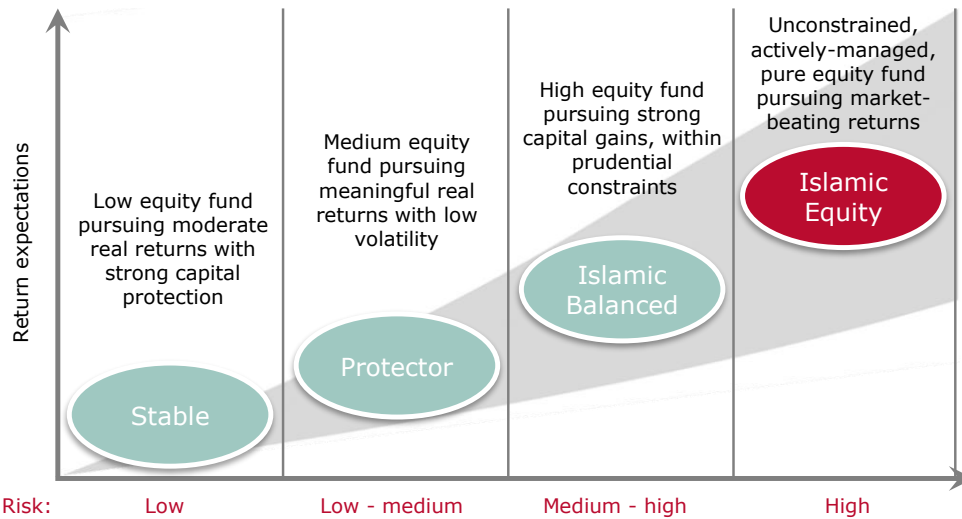 Return expectations
Low equity fund
pursuing moderate
real returns with
strong capital
protection
Stable
Medium equity
fund pursuing
meaningful real
returns with low
volatility
Protector
High equity fund
pursuing strong
capital gains, within
prudential
constraints
Islamic
Balanced
Unconstrained,
actively-managed,
pure equity fund
pursuing market-
beating returns
Islamic
Equity
Risk:
Low
Low - medium
Medium - high
High